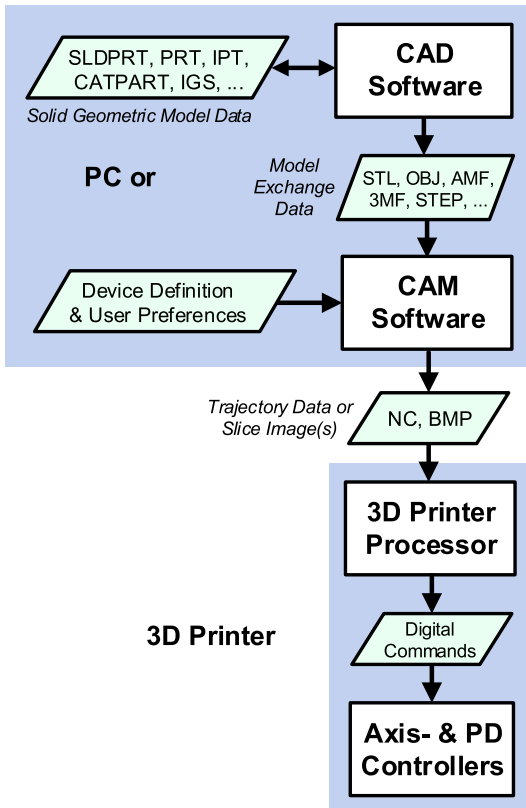 SLDPRT, PRT, IPT,
CATPART, IGS, ...
Solid Geometric Model Data
CAD
Software
PC or
Model
Exchange
Data
STL, OBJ, AMF,
3MF, STEP, ...
Device Definition
& User Preferences
CAM
Software
Trajectory Data or
Slice Image(s)
NC, BMP
3D Printer
Processor
3D Printer
Digital
Commands
Axis- & PD
Controllers